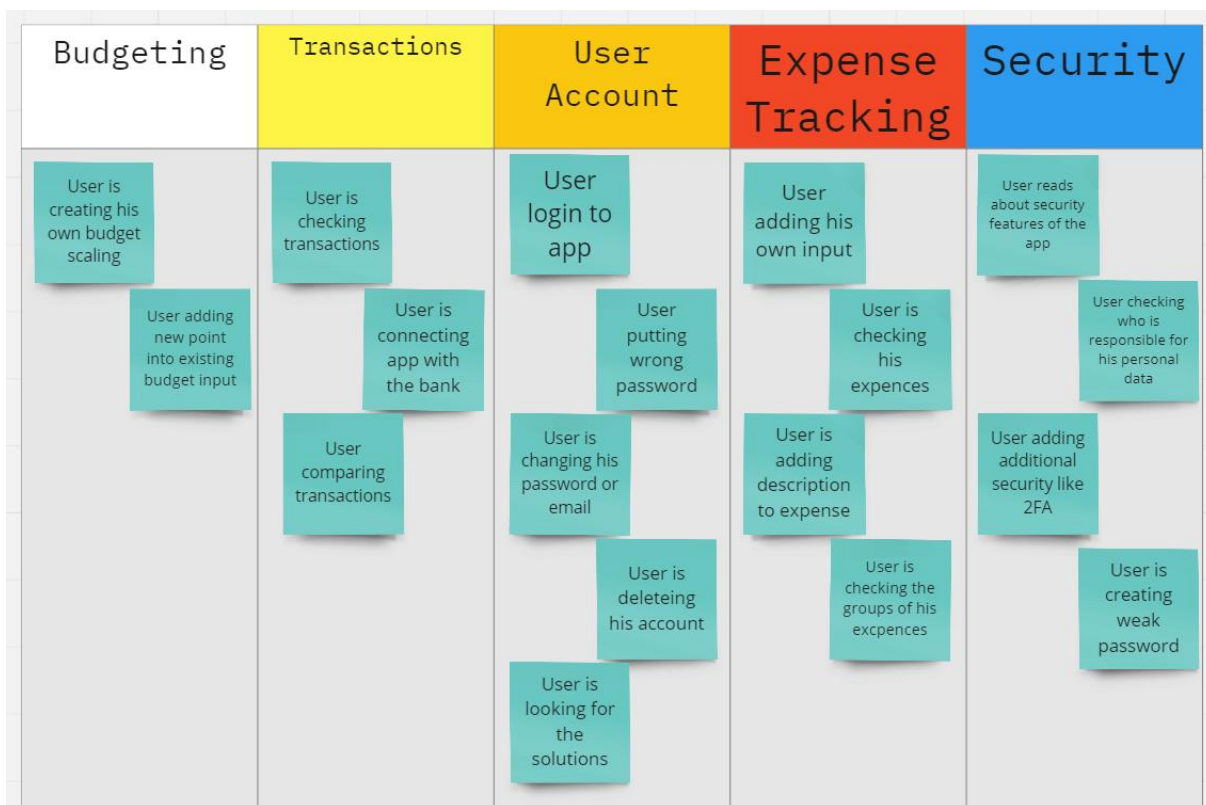 Budgeting
Transactions
User
Account
Expense
Tracking
Security
User is
creating his
own budget
scaling
User adding
new point
into existing
budget input
User is
checking
transactions
User is
connecting
app with
the bank
User
comparing
transactions
User
login to
app
User
putting
wrong
password
User is
changing his
password or
email
User is
deleteing
his account
User is
looking for
the
solutions
User
adding his
own input
User is
checking
his
expences
User is
adding
description
to expense
User is
checking the
groups of his
excpences
User reads
about security
features of the
app
User checking
who is
responsible for
his personal
data
User adding
additional
security like
2FA
User is
creating
weak
password